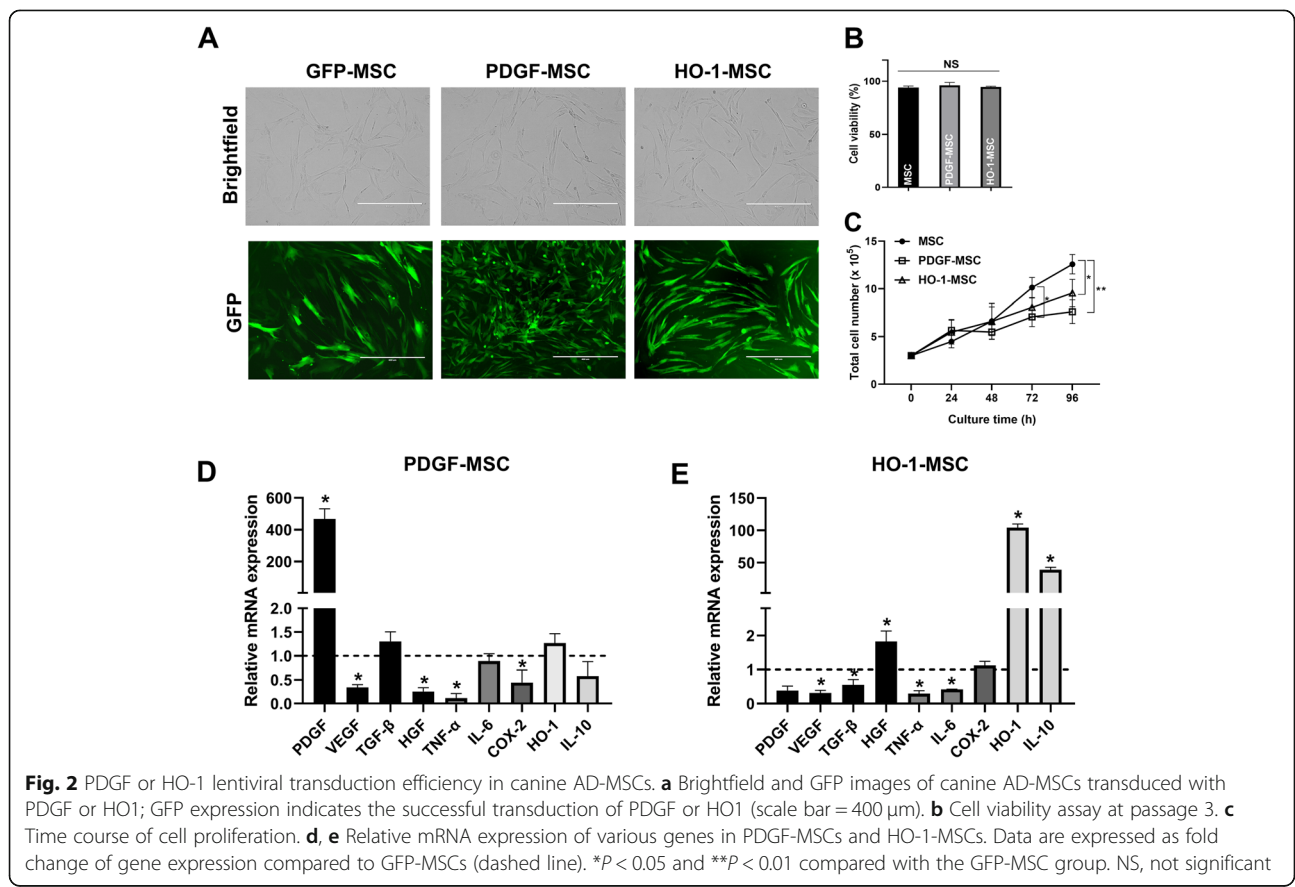 A
GFP-MSC
PDGF-MSC
HO-1-MSC
Brightfield
GFP
B
NS
Cell viability (%)
100
50
0
MSC
PDGF-MSC
HO-1-MSC
C
Total cell number (x 10⁵)
15
10
5
0
MSC
PDGF-MSC
HO-1-MSC
*
*
**
0 24 48 72 96
Culture time (h)
D
PDGF-MSC
Relative mRNA expression
600
400
200
2.0
1.5
1.0
0.5
0.0
* * * * *
PDGF VEGF TGF-β HGF TNF-α IL-6 COX-2 HO-1 IL-10
E
HO-1-MSC
Relative mRNA expression
150
100
50
2
1
0
* * * * * * *
PDGF VEGF TGF-β HGF TNF-α IL-6 COX-2 HO-1 IL-10
Fig. 2 PDGF or HO-1 lentiviral transduction efficiency in canine AD-MSCs. a Brightfield and GFP images of canine AD-MSCs transduced with
PDGF or HO1; GFP expression indicates the successful transduction of PDGF or HO1 (scale bar = 400 μm). b Cell viability assay at passage 3. c
Time course of cell proliferation. d, e Relative mRNA expression of various genes in PDGF-MSCs and HO-1-MSCs. Data are expressed as fold
change of gene expression compared to GFP-MSCs (dashed line). *P < 0.05 and **P < 0.01 compared with the GFP-MSC group. NS, not significant